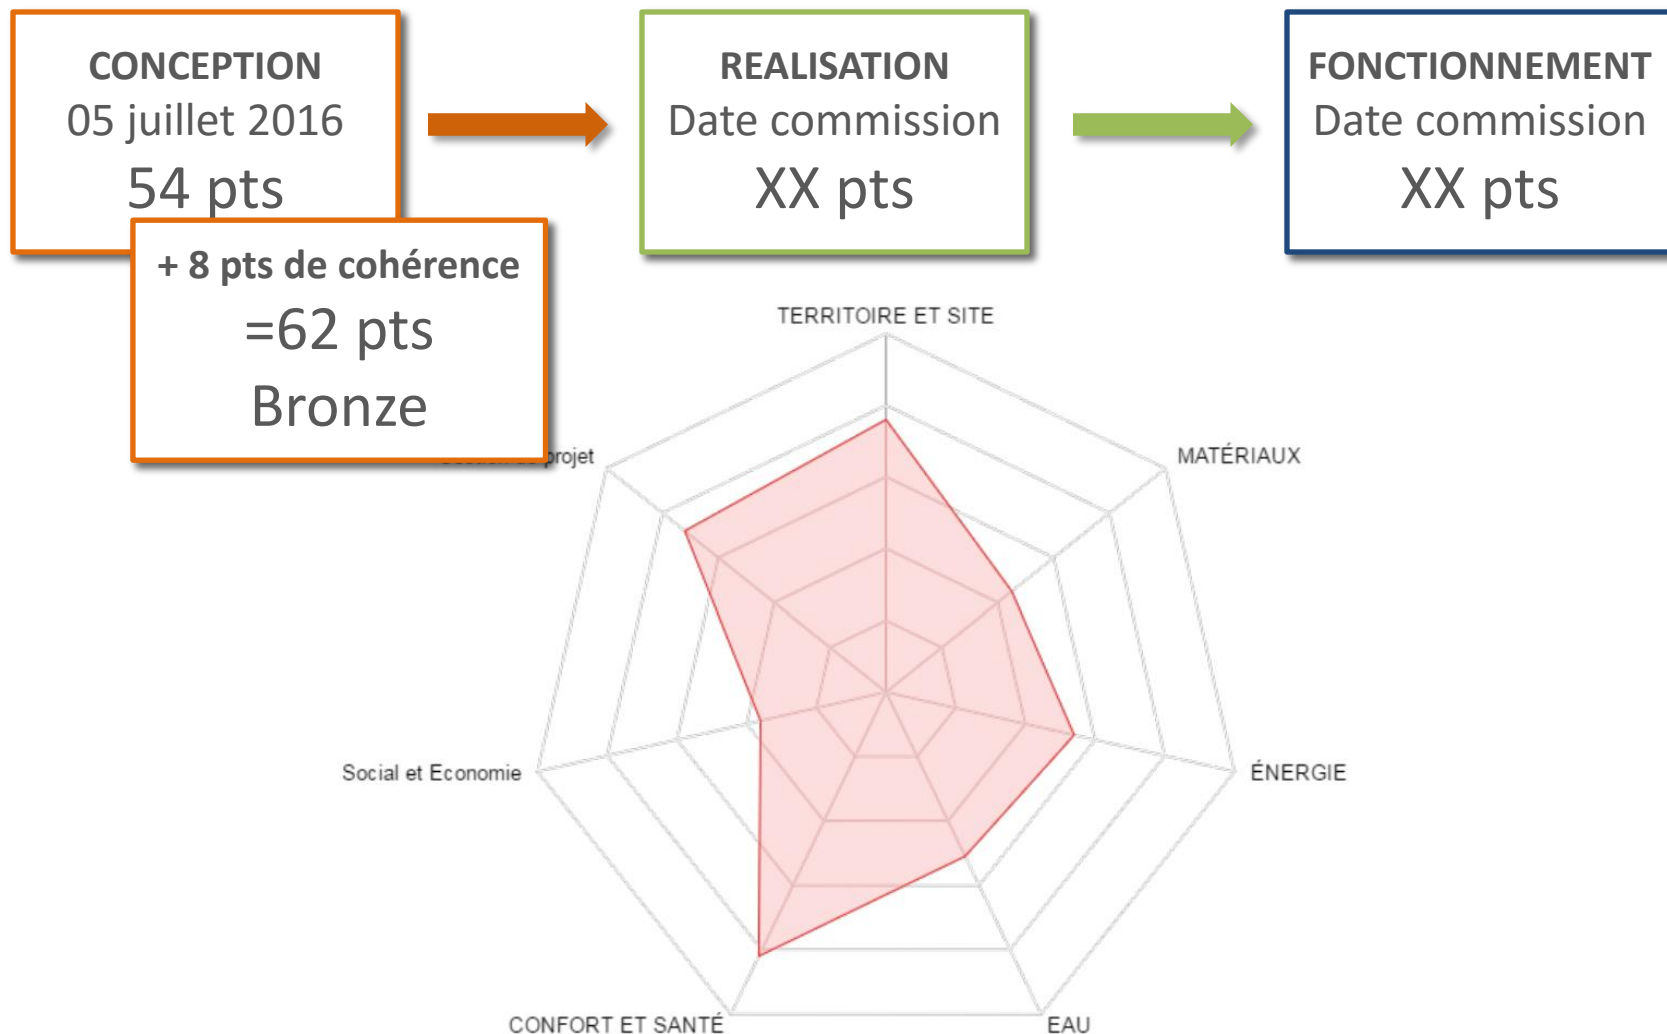 CONCEPTION
05 juillet 2016
54 pts
+ 8 pts de cohérence
=62 pts
Bronze
REALISATION
Date commission
XX pts
FONCTIONNEMENT
Date commission
XX pts
TERRITOIRE ET SITE
MATÉRIAUX
ÉNERGIE
EAU
CONFORT ET SANTÉ
Social et Economie
projet